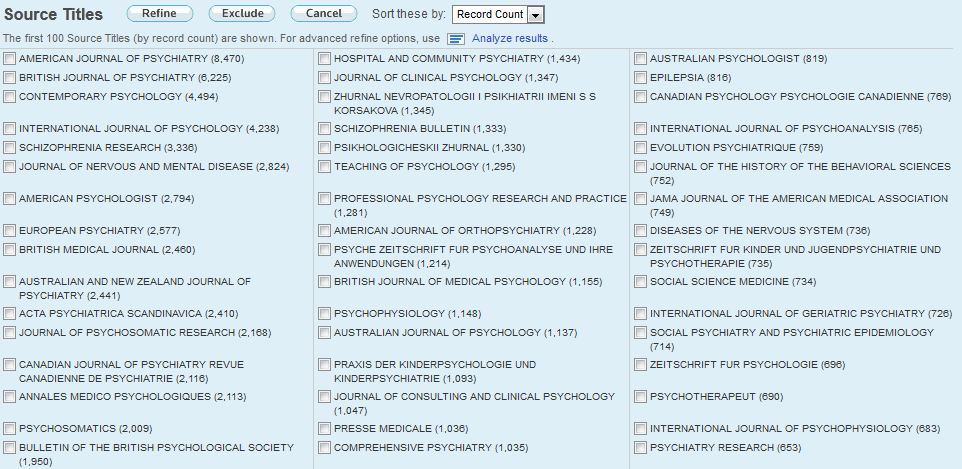 Source Titles Refine Exclude Cancel Sort these by: Record Count
The first 100 Source Titles (by record count) are shown. For advanced refine options, use Analyze results .
AMERICAN JOURNAL OF PSYCHIATRY (8,470)
BRITISH JOURNAL OF PSYCHIATRY (6,225)
CONTEMPORARY PSYCHOLOGY (4,494)
INTERNATIONAL JOURNAL OF PSYCHOLOGY (4,238)
SCHIZOPHRENIA RESEARCH (3,336)
JOURNAL OF NERVOUS AND MENTAL DISEASE (2,824)
AMERICAN PSYCHOLOGIST (2,794)
EUROPEAN PSYCHIATRY (2,577)
BRITISH MEDICAL JOURNAL (2,460)
AUSTRALIAN AND NEW ZEALAND JOURNAL OF
PSYCHIATRY (2,441)
ACTA PSYCHIATRICA SCANDINAVICA (2,410)
JOURNAL OF PSYCHOSOMATIC RESEARCH (2,168)
CANADIAN JOURNAL OF PSYCHIATRY REVUE
CANADIENNE DE PSYCHIATRIE (2,116)
ANNALES MEDICO PSYCHOLOGIQUES (2,113)
PSYCHOSOMATICS (2,009)
BULLETIN OF THE BRITISH PSYCHOLOGICAL SOCIETY
(1,950)
HOSPITAL AND COMMUNITY PSYCHIATRY (1,434)
JOURNAL OF CLINICAL PSYCHOLOGY (1,347)
ZHURNAL NEVROPATOLOGII I PSIKHIATRII IMENI S S
KORSAKOVA (1,345)
SCHIZOPHRENIA BULLETIN (1,333)
PSIKHOLOGICHESKII ZHURNAL (1,330)
TEACHING OF PSYCHOLOGY (1,295)
PROFESSIONAL PSYCHOLOGY RESEARCH AND PRACTICE
(1,281)
AMERICAN JOURNAL OF ORTHOPSYCHIATRY (1,228)
PSYCHE ZEITSCHRIFT FUR PSYCHOANALYSE UND IHRE
ANWENDUNGEN (1,214)
BRITISH JOURNAL OF MEDICAL PSYCHOLOGY (1,155)
PSYCHOPHYSIOLOGY (1,148)
AUSTRALIAN JOURNAL OF PSYCHOLOGY (1,137)
PRAXIS DER KINDERPSYCHOLOGIE UND
KINDERPSYCHIATRIE (1,093)
JOURNAL OF CONSULTING AND CLINICAL PSYCHOLOGY
(1,047)
PRESSE MEDICALE (1,036)
COMPREHENSIVE PSYCHIATRY (1,035)
AUSTRALIAN PSYCHOLOGIST (819)
EPILEPSIA (816)
CANADIAN PSYCHOLOGY PSYCHOLOGIE CANADIENNE (769)
INTERNATIONAL JOURNAL OF PSYCHOANALYSIS (765)
EVOLUTION PSYCHIATRIQUE (759)
JOURNAL OF THE HISTORY OF THE BEHAVIORAL SCIENCES
(752)
JAMA JOURNAL OF THE AMERICAN MEDICAL ASSOCIATION
(749)
DISEASES OF THE NERVOUS SYSTEM (736)
ZEITSCHRIFT FUR KINDER UND JUGENDPSYCHIATRIE UND
PSYCHOTHERAPIE (735)
SOCIAL SCIENCE MEDICINE (734)
INTERNATIONAL JOURNAL OF GERIATRIC PSYCHIATRY (726)
SOCIAL PSYCHIATRY AND PSYCHIATRIC EPIDEMIOLOGY
(714)
ZEITSCHRIFT FUR PSYCHOLOGIE (696)
PSYCHOTHERAPEUT (690)
INTERNATIONAL JOURNAL OF PSYCHOPHYSIOLOGY (683)
PSYCHIATRY RESEARCH (653)